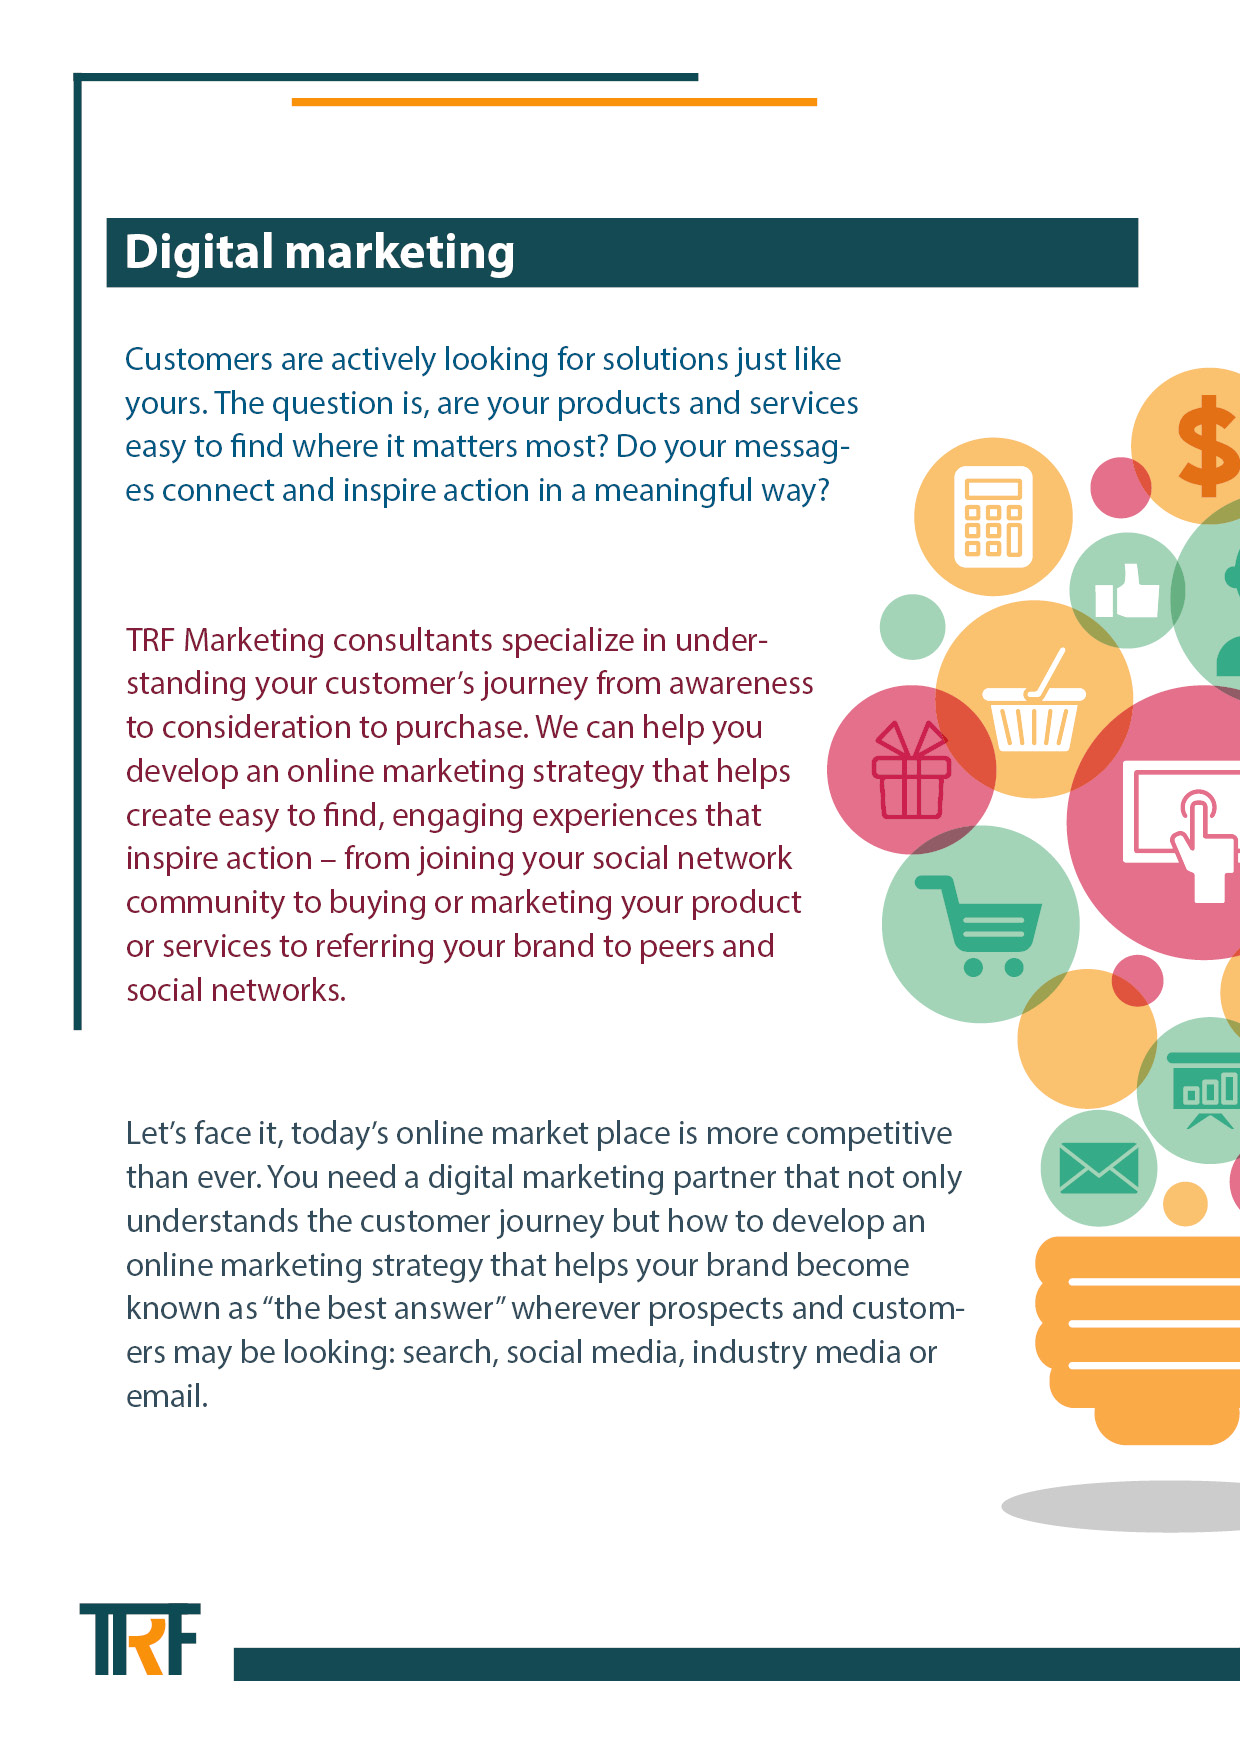 Digital marketing
Customers are actively looking for solutions just like
yours. The question is, are your products and services
easy to find where it matters most? Do your messag-
es connect and inspire action in a meaningful way?
TRF Marketing consultants specialize in under-
standing your customer’s journey from awareness
to consideration to purchase. We can help you
develop an online marketing strategy that helps
create easy to find, engaging experiences that
inspire action – from joining your social network
community to buying or marketing your product
or services to referring your brand to peers and
social networks.
Let’s face it, today’s online market place is more competitive
than ever. You need a digital marketing partner that not only
understands the customer journey but how to develop an
online marketing strategy that helps your brand become
known as “the best answer” wherever prospects and custom-
ers may be looking: search, social media, industry media or
email.
$
TRF